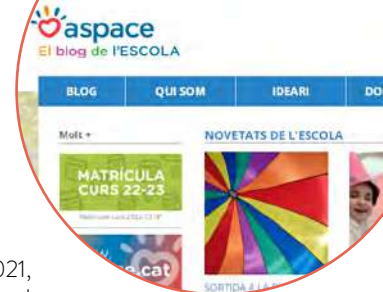 aspace
El blog de l'ESCOLA
BLOG
QUI SOM
IDEARI
Molt +
NOVETATS DE L'ESCOLA
MATRÍCULA
CURS 22-23
.cat
SORTIDA A LA
021,